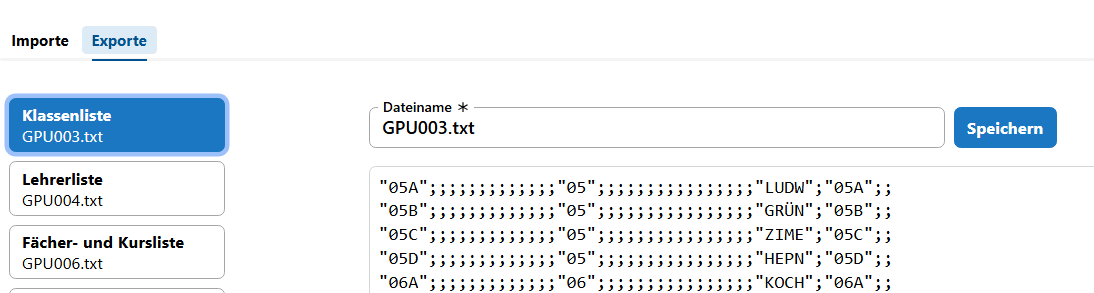 Importe Exporte
Klassenliste
GPU003.txt
Lehrerliste
GPU004.txt
Fächer- und Kursliste
GPU006.txt
Dateiname *
GPU003.txt
Speichern
"05A";;;;;;;;;;;;;"05";;;;;;;;;;;;;;;;"LUDW";"05A";;
"05B";;;;;;;;;;;;;"05";;;;;;;;;;;;;;;;"GRÜN";"05B";;
"05C";;;;;;;;;;;;;"05";;;;;;;;;;;;;;;;"ZIME";"05C";;
"05D";;;;;;;;;;;;;"05";;;;;;;;;;;;;;;;"HEPN";"05D";;
"06A";;;;;;;;;;;;;"06";;;;;;;;;;;;;;;;"KOCH";"06A";;